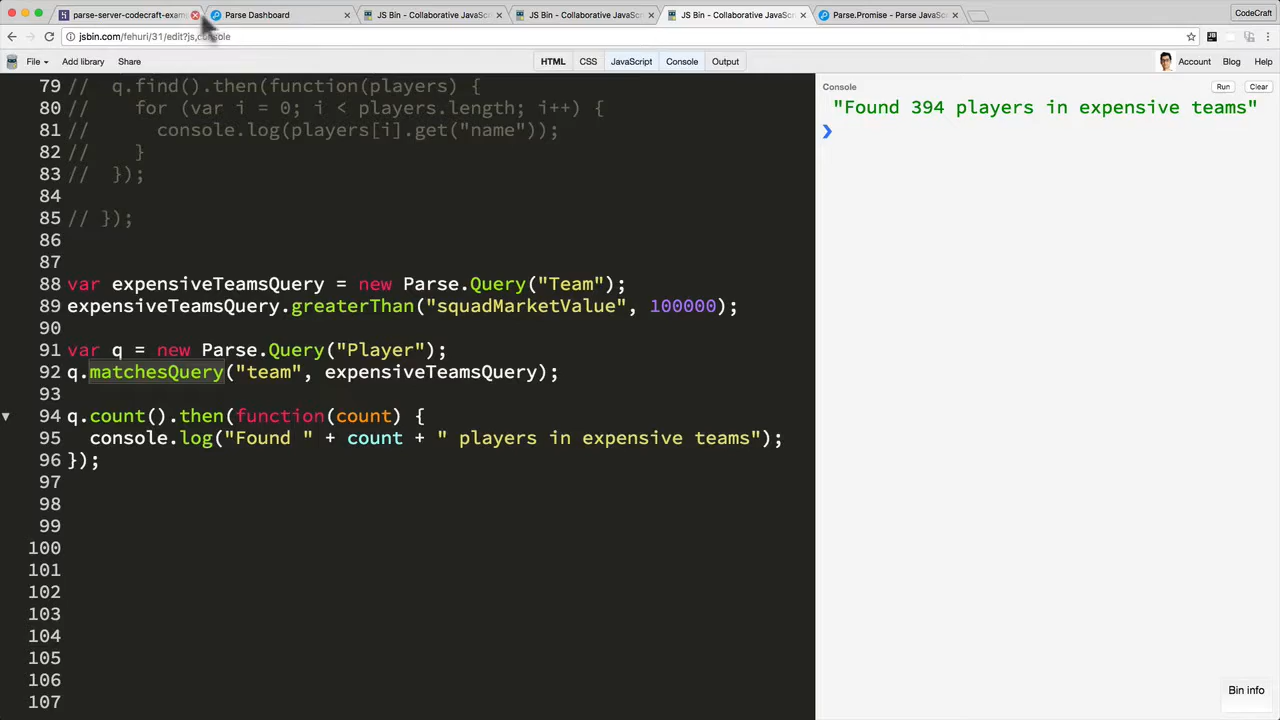 parse-server-codecraft-examp
Parse Dashboard
JS Bin - Collaborative JavaSc
JS Bin - Collaborative JavaSc
JS Bin - Collaborative JavaSc
Parse.Promise - Parse JavaSc
CodeCraft
jsbin.com/fehuri/31/edit?js,console
File
Add library
Share
HTML
CSS
JavaScript
Console
Output
Account
Blog
Help
79 //  q.find().then(function(players) {
80 //    for (var i = 0; i < players.length; i++) {
81 //      console.log(players[i].get("name"));
82 //    }
83 //  });
84
85 // });
86
87
88 var expensiveTeamsQuery = new Parse.Query("Team");
89 expensiveTeamsQuery.greaterThan("squadMarketValue", 100000);
90
91 var q = new Parse.Query("Player");
92 q.matchesQuery("team", expensiveTeamsQuery);
93
94 q.count().then(function(count) {
95   console.log("Found " + count + " players in expensive teams");
96 });
97
98
99
100
101
102
103
104
105
106
107
Console
Run
Clear
"Found 394 players in expensive teams"
Bin info